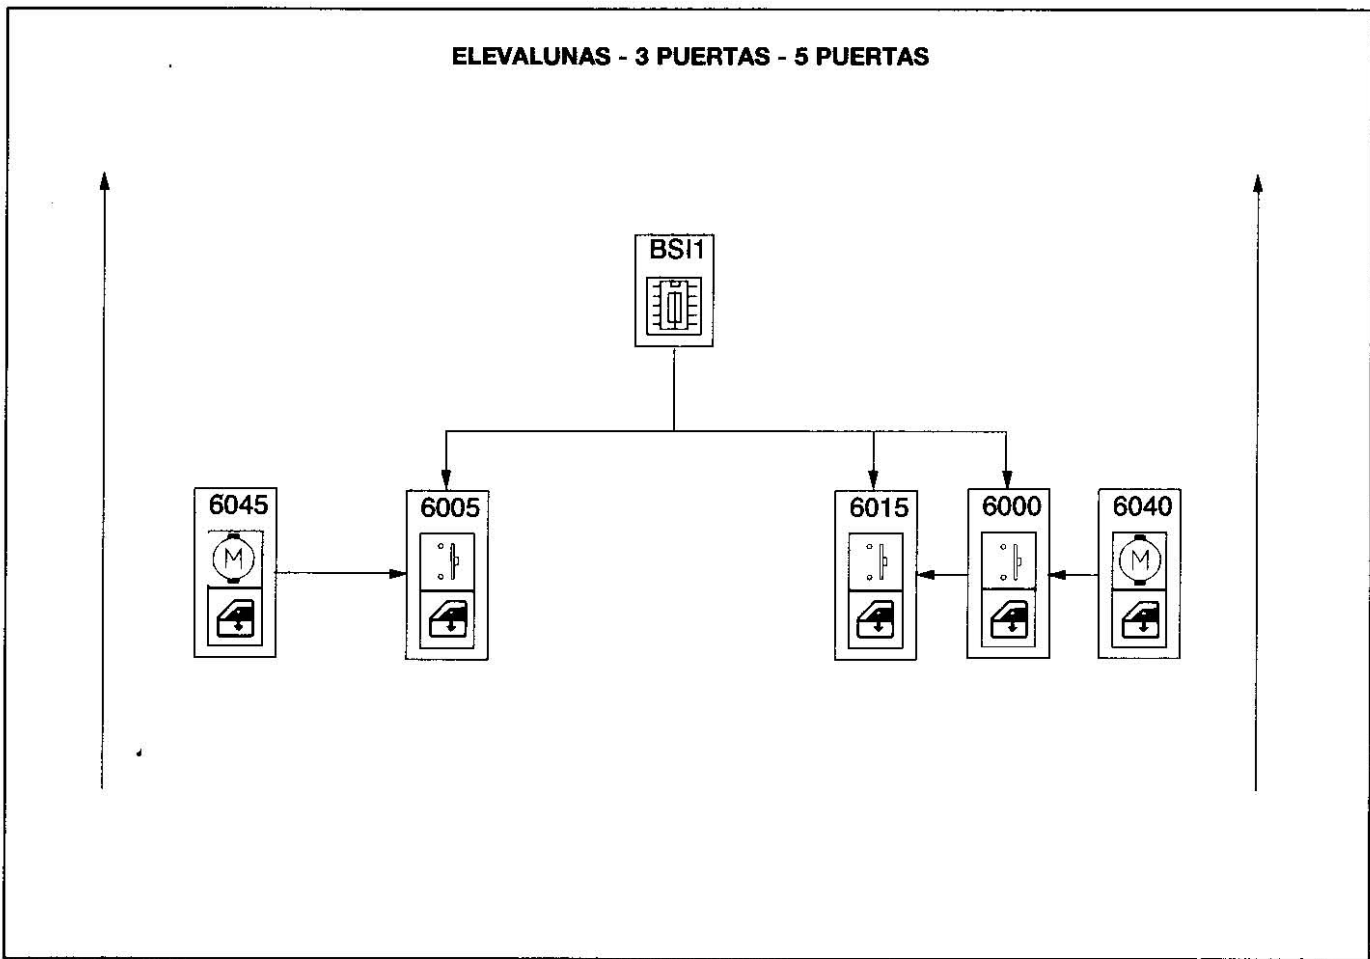 ELEVALUNAS - 3 PUERTAS - 5 PUERTAS
BSI1
6045
6005
6015
6000
6040
M
M